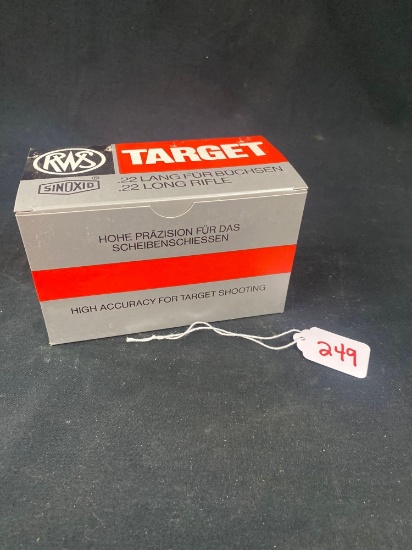 RWS
SINOXID
®
TARGET
.22 LANG FÜR BÜCHSEN
.22 LONG RIFLE
HOHE PRÄZISION FÜR DAS
SCHEIBENSCHIESSEN
HIGH ACCURACY FOR TARGET SHOOTING
249